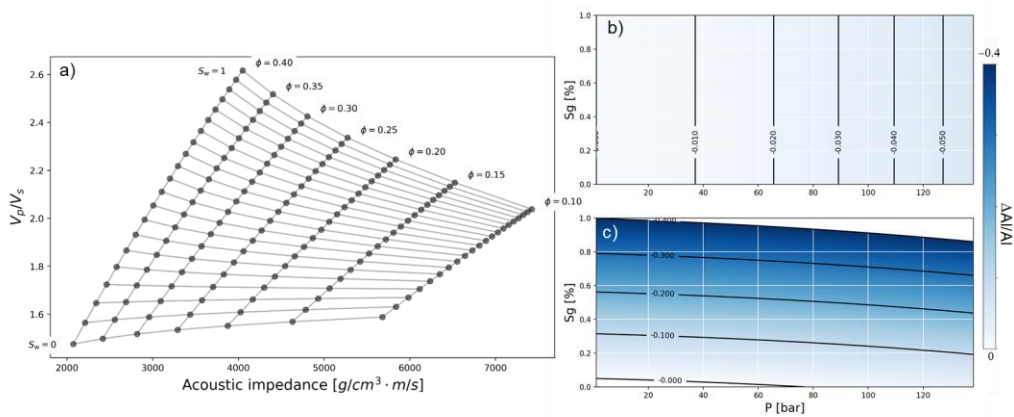 a)
S_w = 1
ϕ = 0.40
ϕ = 0.35
ϕ = 0.30
ϕ = 0.25
ϕ = 0.20
ϕ = 0.15
ϕ = 0.10
S_w = 0
2.6
2.4
2.2
2.0
1.8
1.6
V_p/V_s
2000 3000 4000 5000 6000 7000
Acoustic impedance [g/cm³ · m/s]
b)
1.0
0.8
0.6
0.4
0.2
0.0
Sg [%]
-0.010
-0.020
-0.030
-0.040
-0.050
20 40 60 80 100 120
c)
1.0
0.8
0.6
0.4
0.2
0.0
Sg [%]
-0.400
-0.300
-0.200
-0.100
-0.000
20 40 60 80 100 120
P [bar]
−0.4
ΔAI/AI
0